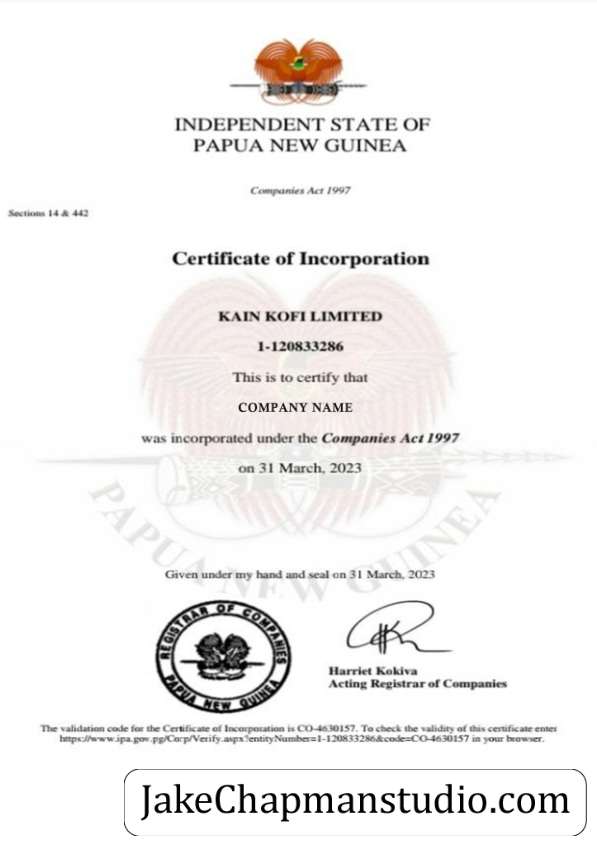 INDEPENDENT STATE OF
PAPUA NEW GUINEA
Companies Act 1997
Sections 14 & 442
Certificate of Incorporation
KAIN KOFI LIMITED
1-120833286
This is to certify that
COMPANY NAME
was incorporated under the Companies Act 1997
on 31 March, 2023
PAPUA NEW GUINEA
Given under my hand and seal on 31 March, 2023
REGISTRAR OF COMPANIES
PAPUA NEW GUINEA
Harriet Kokiva
Acting Registrar of Companies
The validation code for the Certificate of Incorporation is CO-4630157. To check the validity of this certificate enter
https://www.ipa.gov.pg/Corp/Verify.aspx?entityNumber=1-120833286&code=CO-4630157 in your browser.
JakeChapmanstudio.com